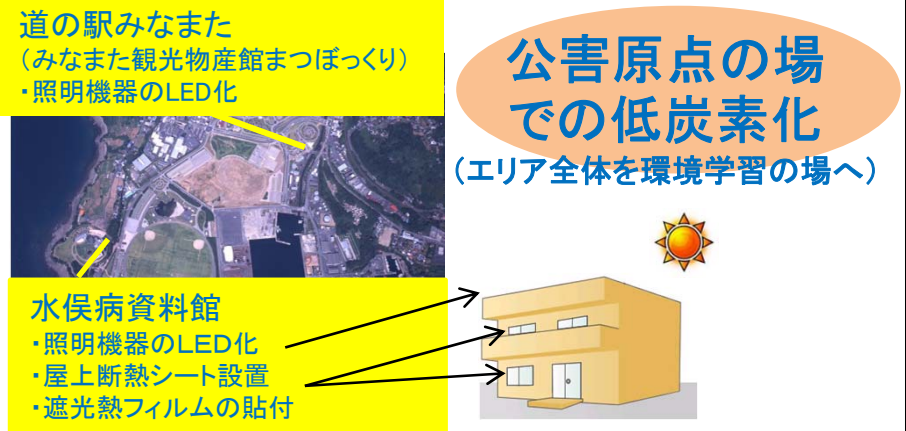 道の駅みなまた
（みなまた観光物産館まつぼっくり）
・照明機器のLED化
公害原点の場
での低炭素化
（エリア全体を環境学習の場へ）
水俣病資料館
・照明機器のＬＥＤ化
・屋上断熱シート設置
・遮光熱フィルムの貼付